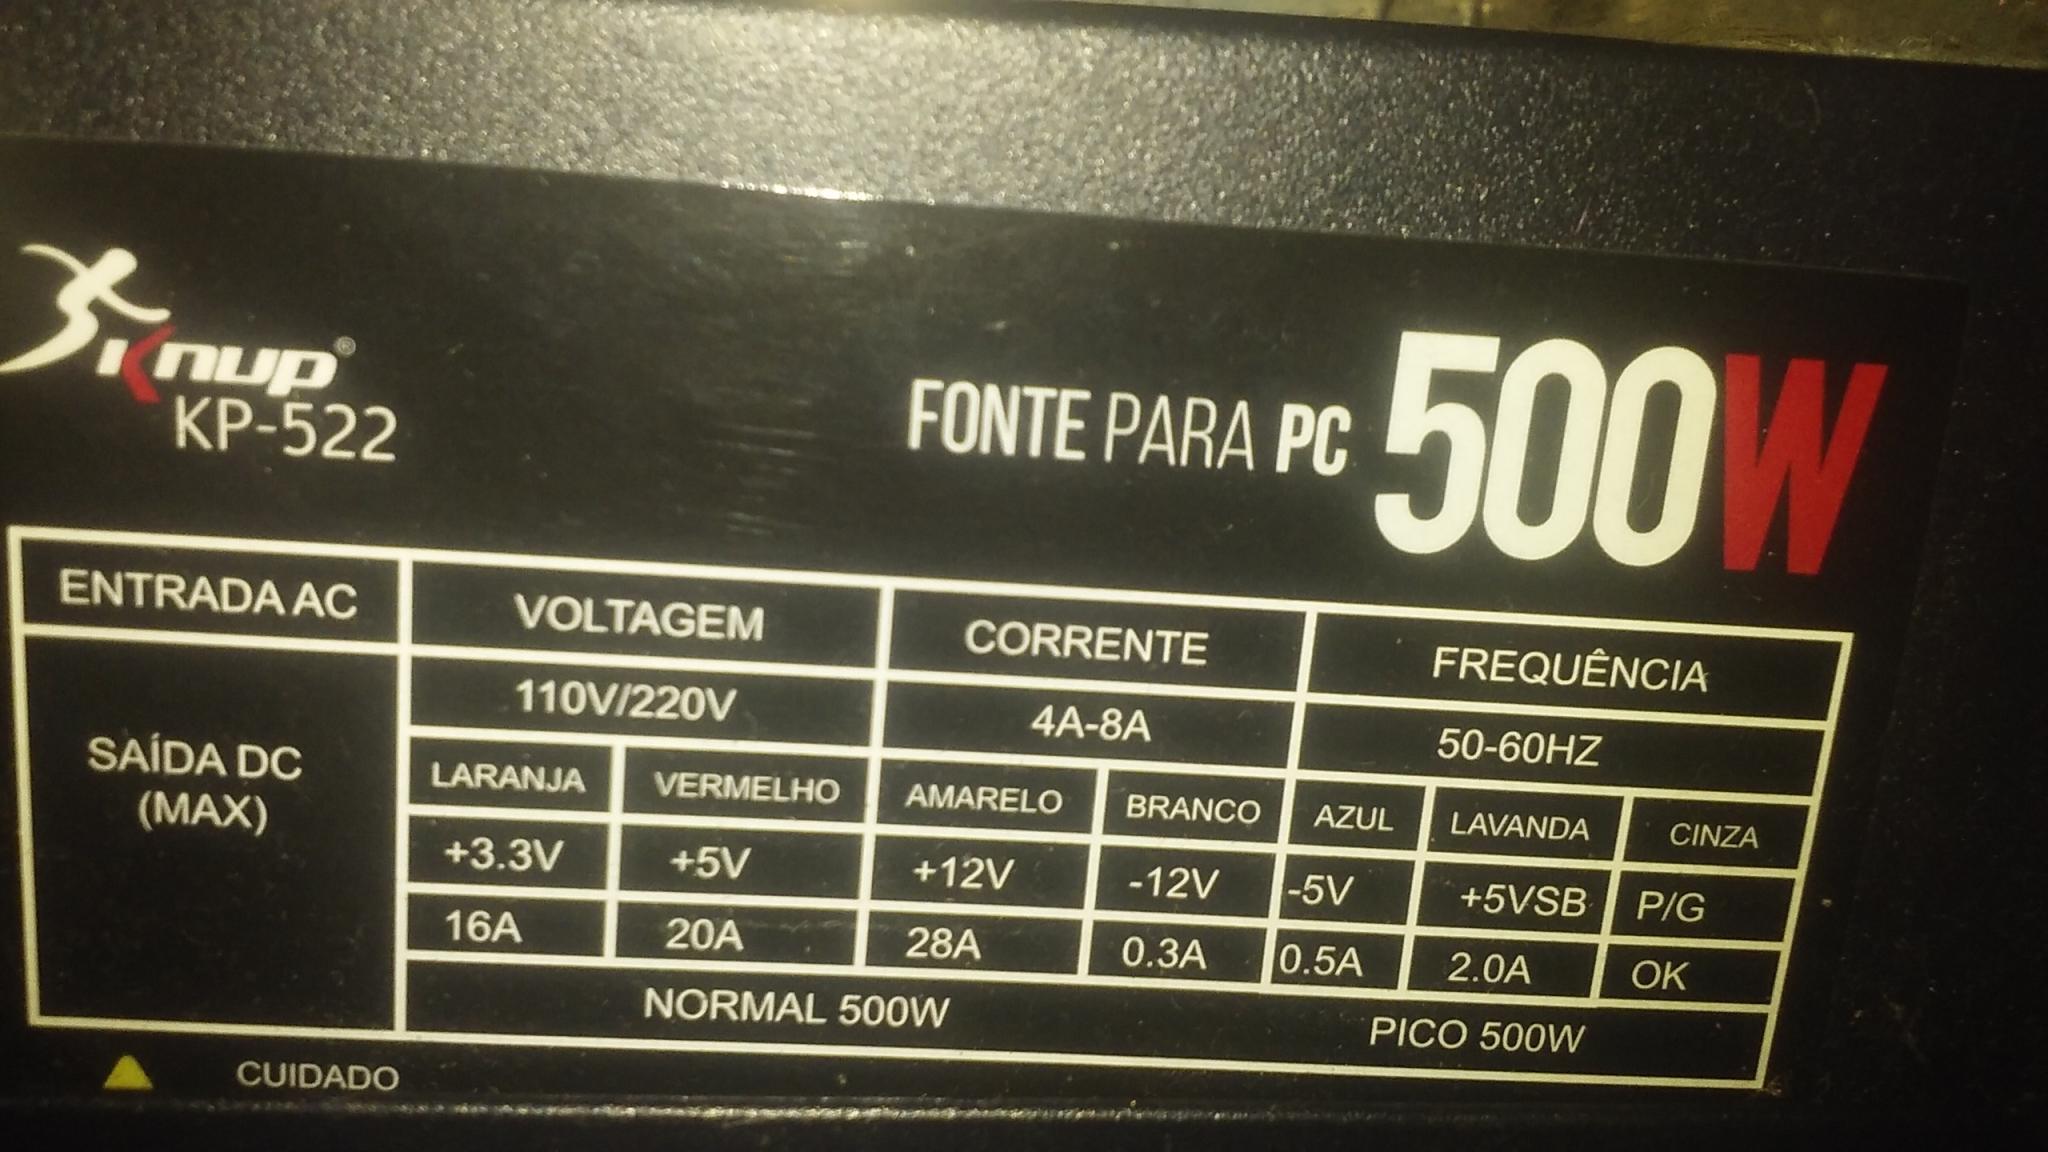 Knup®
KP-522
FONTE PARA PC 500W
ENTRADA AC VOLTAGEM CORRENTE FREQUÊNCIA
110V/220V 4A-8A 50-60HZ
SAÍDA DC
(MAX)
LARANJA VERMELHO AMARELO BRANCO AZUL LAVANDA CINZA
+3.3V +5V +12V -12V -5V +5VSB P/G
16A 20A 28A 0.3A 0.5A 2.0A OK
NORMAL 500W PICO 500W
CUIDADO